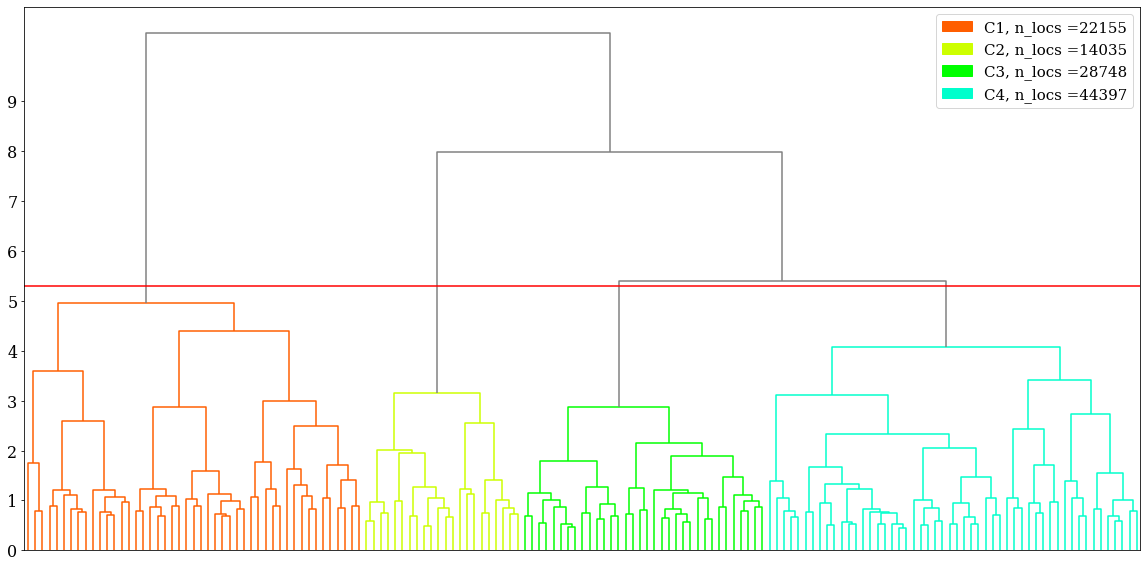 C1, n_locs =22155
C2, n_locs =14035
C3, n_locs =28748
C4, n_locs =44397
9
8
7
6
5
4
3
2
1
0